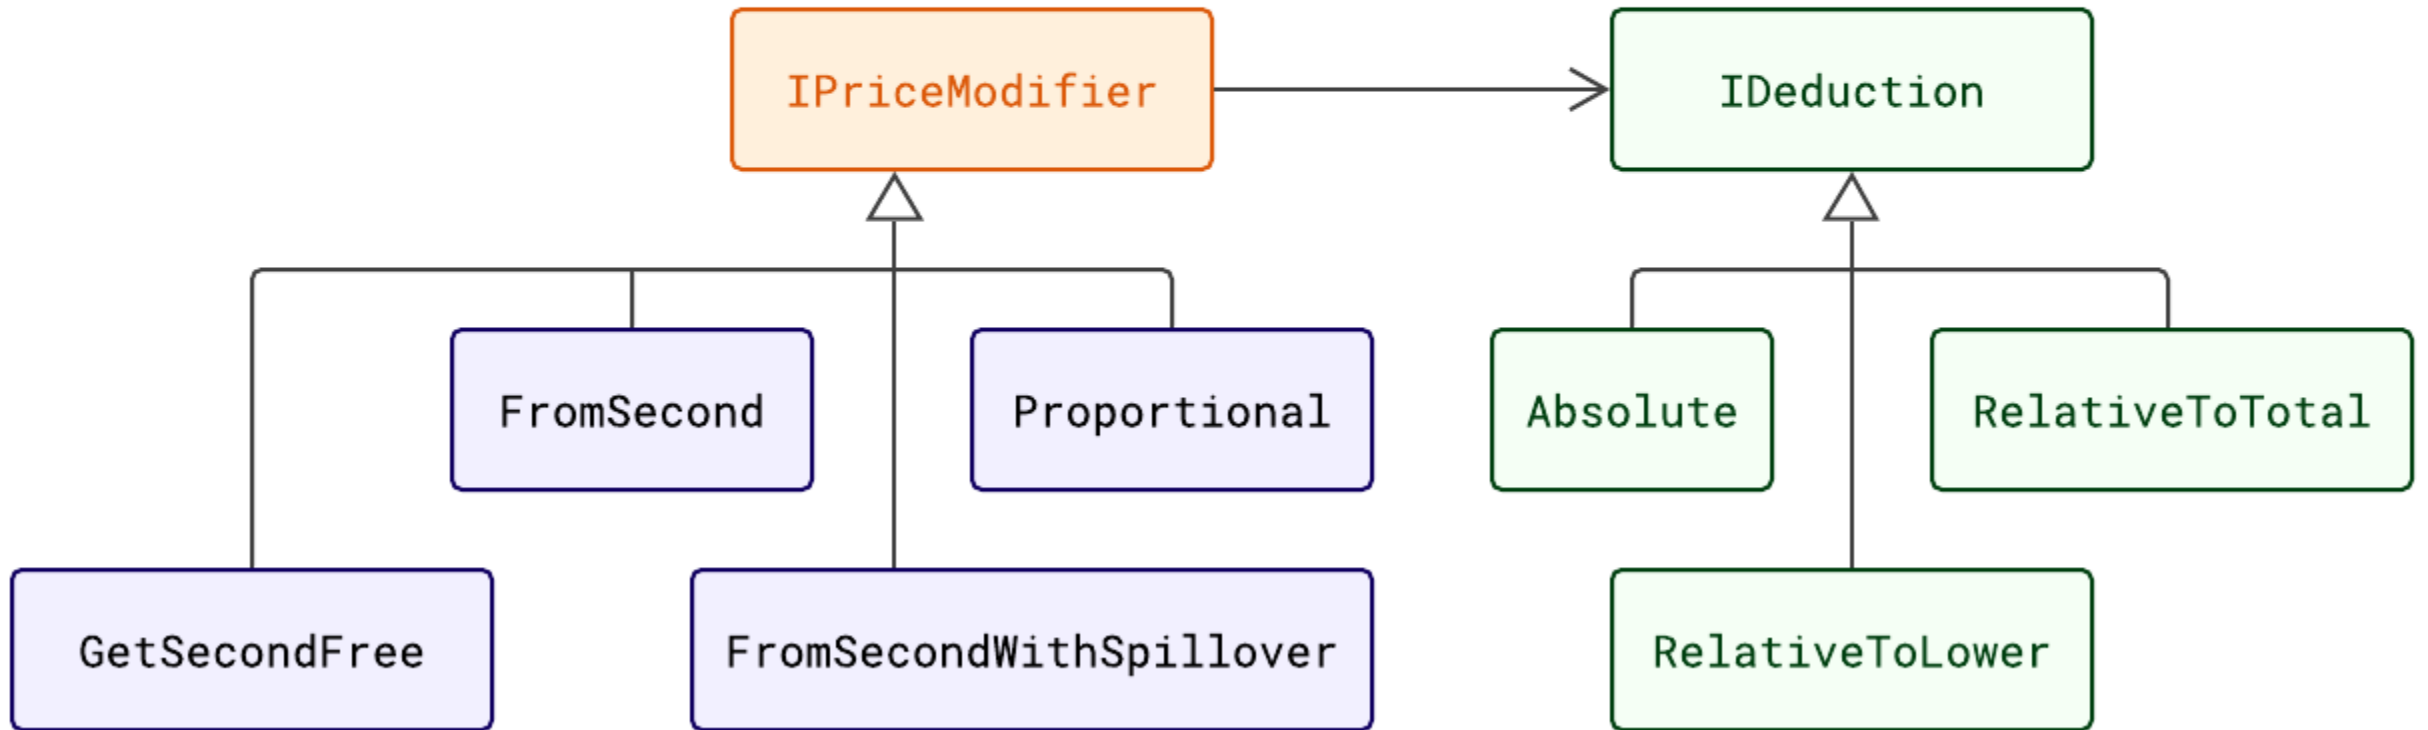 IPriceModifier
IDeduction
FromSecond
Proportional
Absolute
RelativeToTotal
GetSecondFree
FromSecondWithSpillover
RelativeToLower